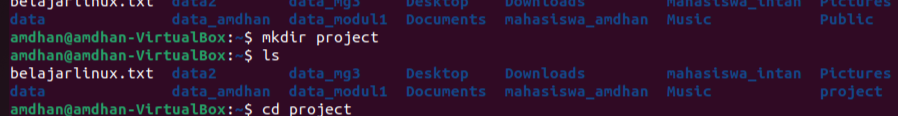 belajarlinux.txt data2 data_mg3 Desktop Downloads mahasiswa_intan Pictures
data data_amdhan data_modul1 Documents mahasiswa_amdhan Music Public
amdhan@amdhan-VirtualBox:~$ mkdir project
amdhan@amdhan-VirtualBox:~$ ls
belajarlinux.txt data2 data_mg3 Desktop Downloads mahasiswa_intan Pictures
data data_amdhan data_modul1 Documents mahasiswa_amdhan Music project
amdhan@amdhan-VirtualBox:~$ cd project